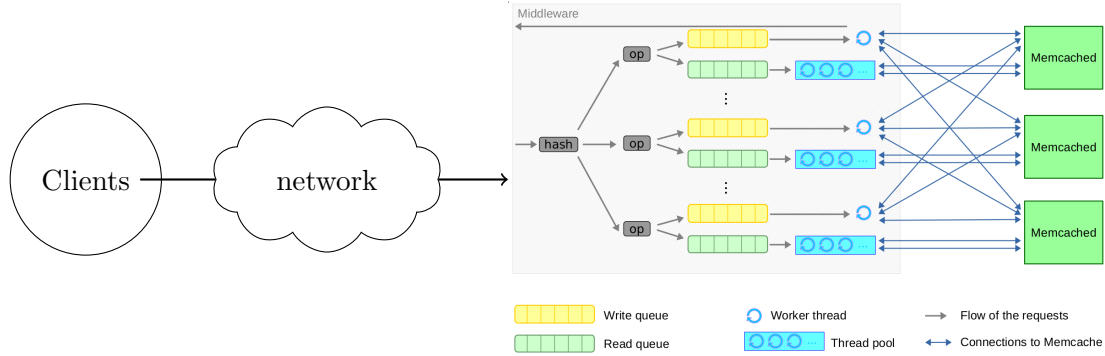 Middleware
Clients
network
hash
op
op
op
...
...
...
⋮
⋮
Memcached
Memcached
Memcached
Write queue
Worker thread
Flow of the requests
Read queue
...
Thread pool
Connections to Memcache